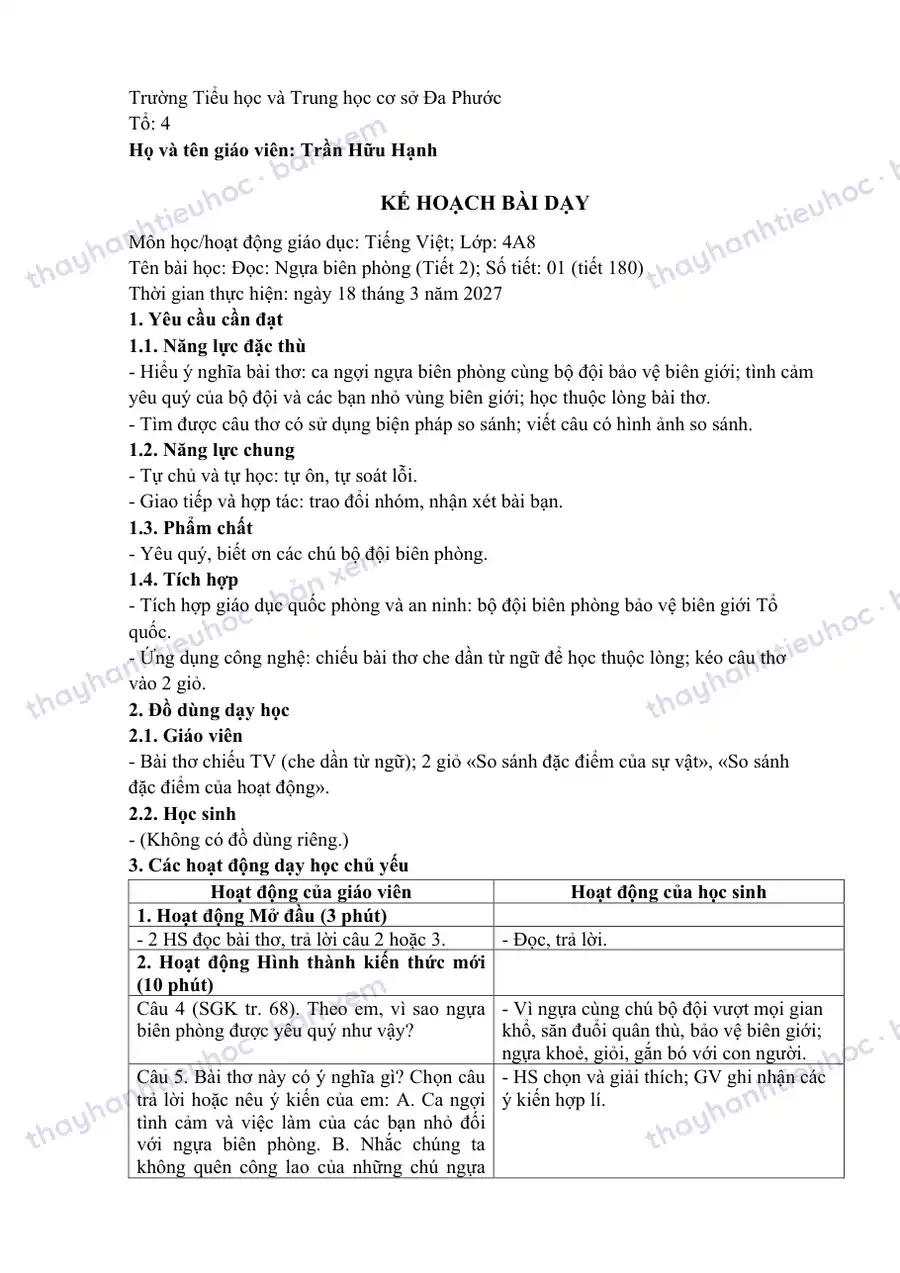 Trường Tiểu học và Trung học cơ sở Đa Phước
Tổ: 4
Họ và tên giáo viên: Trần Hữu Hạnh
KẾ HOẠCH BÀI DẠY
Môn học/hoạt động giáo dục: Tiếng Việt; Lớp: 4A8
Tên bài học: Đọc: Ngựa biên phòng (Tiết 2); Số tiết: 01 (tiết 180)
Thời gian thực hiện: ngày 18 tháng 3 năm 2027
1. Yêu cầu cần đạt
1.1. Năng lực đặc thù
- Hiểu ý nghĩa bài thơ: ca ngợi ngựa biên phòng cùng bộ đội bảo vệ biên giới; tình cảm
yêu quý của bộ đội và các bạn nhỏ vùng biên giới; học thuộc lòng bài thơ.
- Tìm được câu thơ có sử dụng biện pháp so sánh; viết câu có hình ảnh so sánh.
1.2. Năng lực chung
- Tự chủ và tự học: tự ôn, tự soát lỗi.
- Giao tiếp và hợp tác: trao đổi nhóm, nhận xét bài bạn.
1.3. Phẩm chất
- Yêu quý, biết ơn các chú bộ đội biên phòng.
1.4. Tích hợp
- Tích hợp giáo dục quốc phòng và an ninh: bộ đội biên phòng bảo vệ biên giới Tổ
quốc.
- Ứng dụng công nghệ: chiếu bài thơ che dần từ ngữ để học thuộc lòng; kéo câu thơ
vào 2 giỏ.
2. Đồ dùng dạy học
2.1. Giáo viên
- Bài thơ chiếu TV (che dần từ ngữ); 2 giỏ «So sánh đặc điểm của sự vật», «So sánh
đặc điểm của hoạt động».
2.2. Học sinh
- (Không có đồ dùng riêng.)
3. Các hoạt động dạy học chủ yếu
Hoạt động của giáo viên
Hoạt động của học sinh
1. Hoạt động Mở đầu (3 phút)
- 2 HS đọc bài thơ, trả lời câu 2 hoặc 3.
- Đọc, trả lời.
2. Hoạt động Hình thành kiến thức mới
(10 phút)
Câu 4 (SGK tr. 68). Theo em, vì sao ngựa
biên phòng được yêu quý như vậy?
- Vì ngựa cùng chú bộ đội vượt mọi gian
khổ, săn đuổi quân thù, bảo vệ biên giới;
ngựa khoẻ, giỏi, gắn bó với con người.
Câu 5. Bài thơ này có ý nghĩa gì? Chọn câu
trả lời hoặc nêu ý kiến của em: A. Ca ngợi
tình cảm và việc làm của các bạn nhỏ đối
với ngựa biên phòng. B. Nhắc chúng ta
không quên công lao của những chú ngựa
- HS chọn và giải thích; GV ghi nhận các
ý kiến hợp lí.
thayhanhtieuhoc · bản xem
thayhanhtieuhoc · b
thayhanhtieuhoc · bản xem
thayhanhtieuhoc · b
thayhanhtieuhoc · bản xem
thayhanhtieuhoc · b